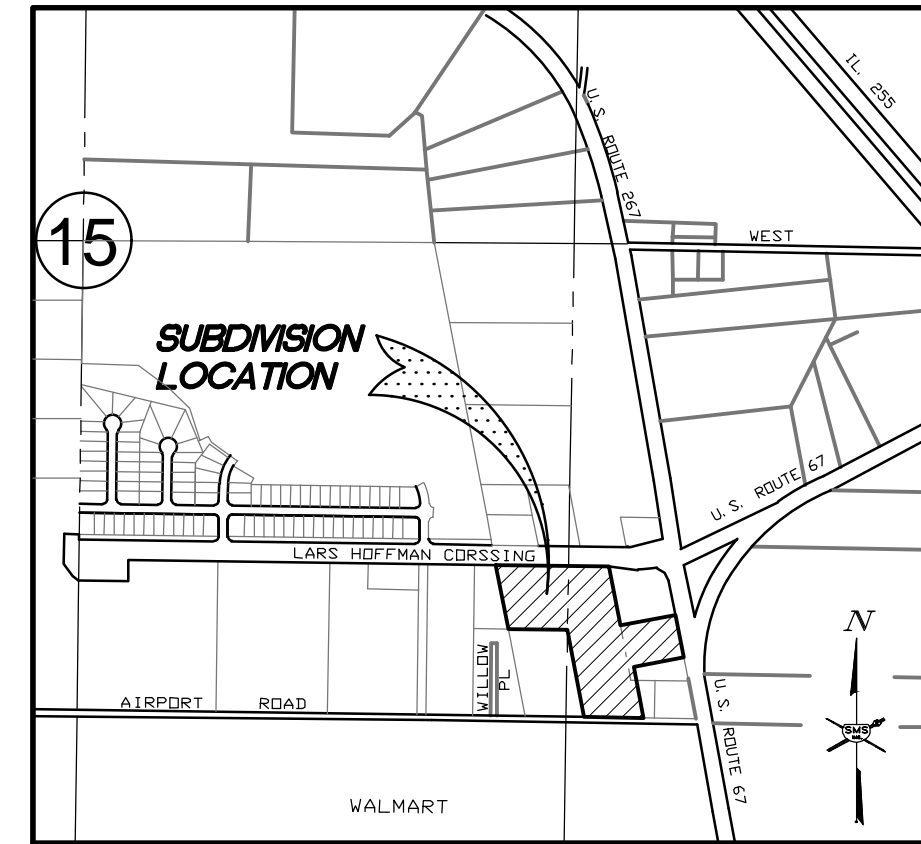 IL. 255
U. S. ROUTE 267
WEST
15
SUBDIVISION
LOCATION
U. S. ROUTE 67
LARS HOFFMAN CORSSING
N
WILLOW
PL
AIRPORT ROAD
U. S. ROUTE 67
SMS
INC.
WALMART